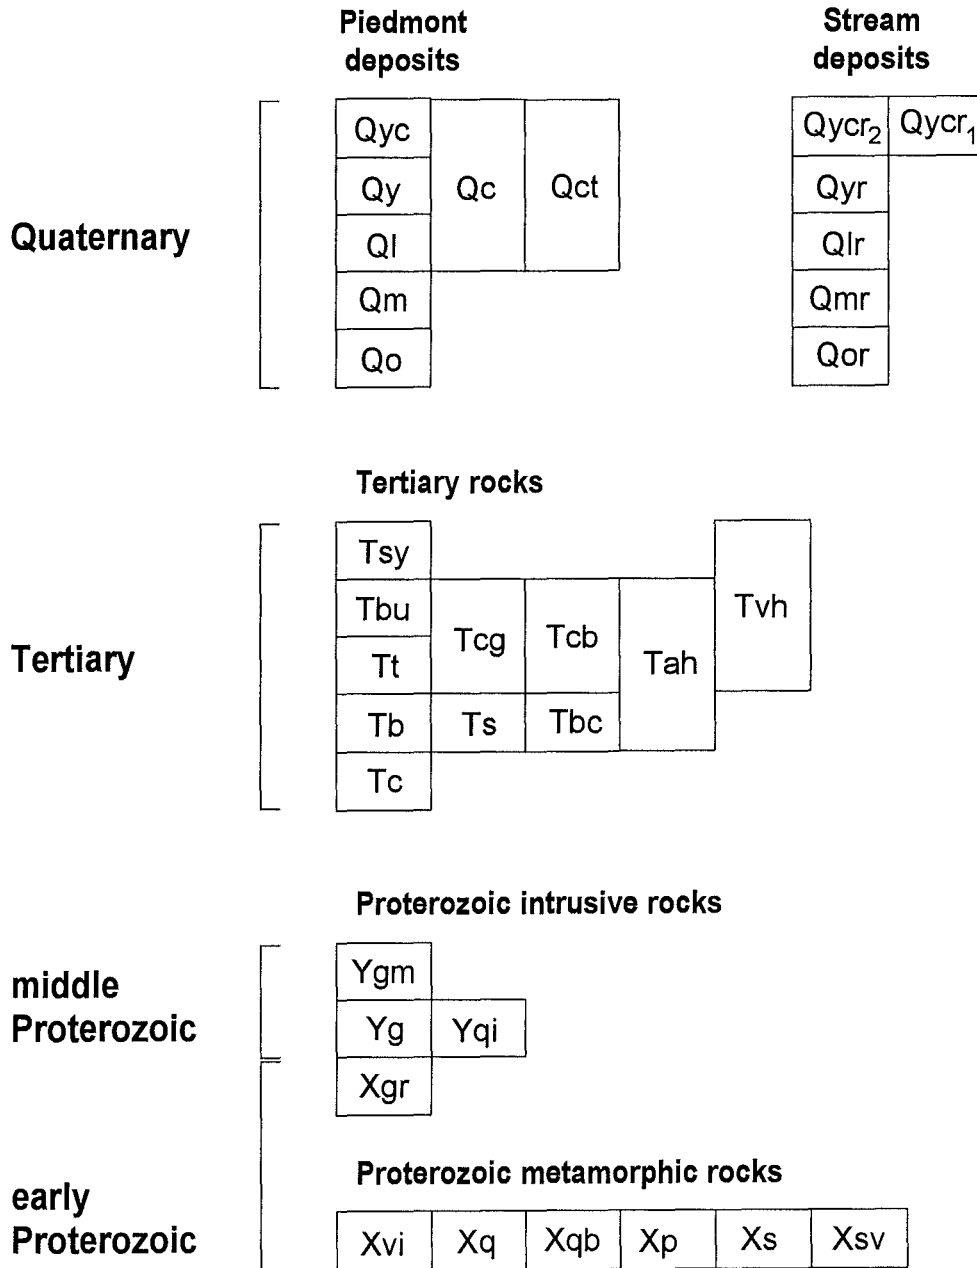 Piedmont deposits
Stream deposits
Quaternary
Qyc
Qy
Qc
Qct
Ql
Qm
Qo
Qycr₂
Qycr₁
Qyr
Qlr
Qmr
Qor
Tertiary rocks
Tertiary
Tsy
Tbu
Tt
Tcg
Tcb
Tah
Tvh
Tb
Ts
Tbc
Tc
Proterozoic intrusive rocks
middle
Proterozoic
Ygm
Yg
Yqi
Xgr
Proterozoic metamorphic rocks
early
Proterozoic
Xvi
Xq
Xqb
Xp
Xs
Xsv